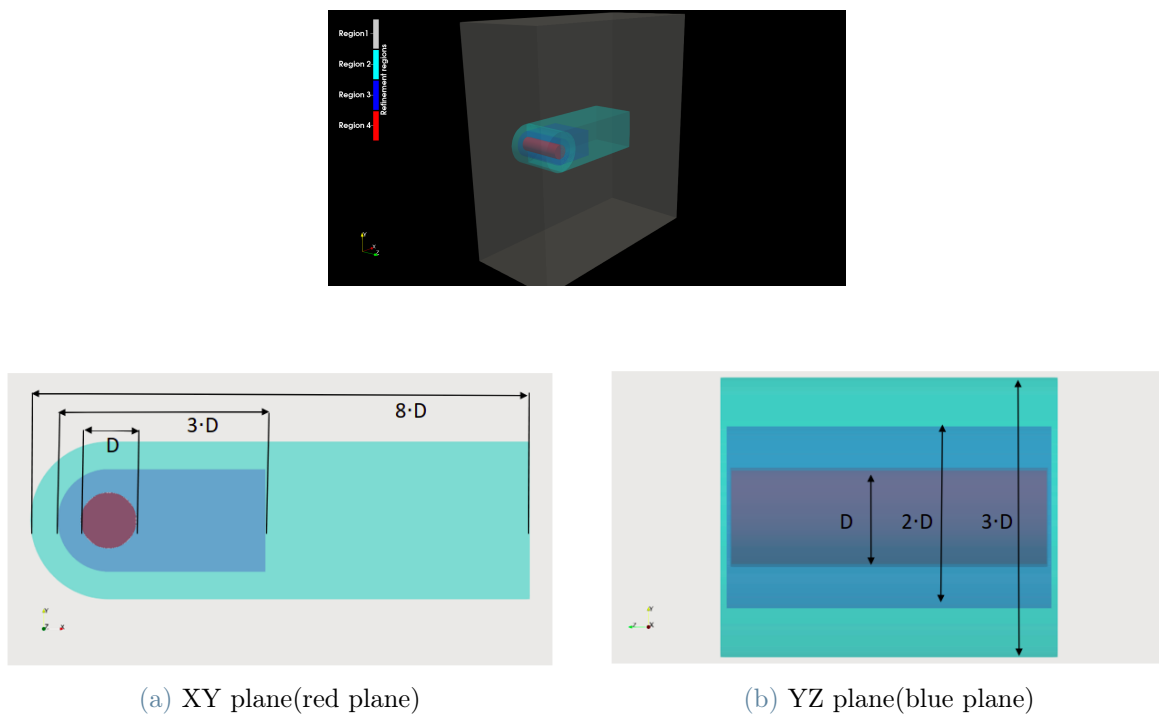 Region1
Region 2
Region 3
Region 4
Refinement regions
Y
X
Z
8·D
3·D
D
Y
Z
X
D
2·D
3·D
Y
Z
X
(a) XY plane(red plane)
(b) YZ plane(blue plane)